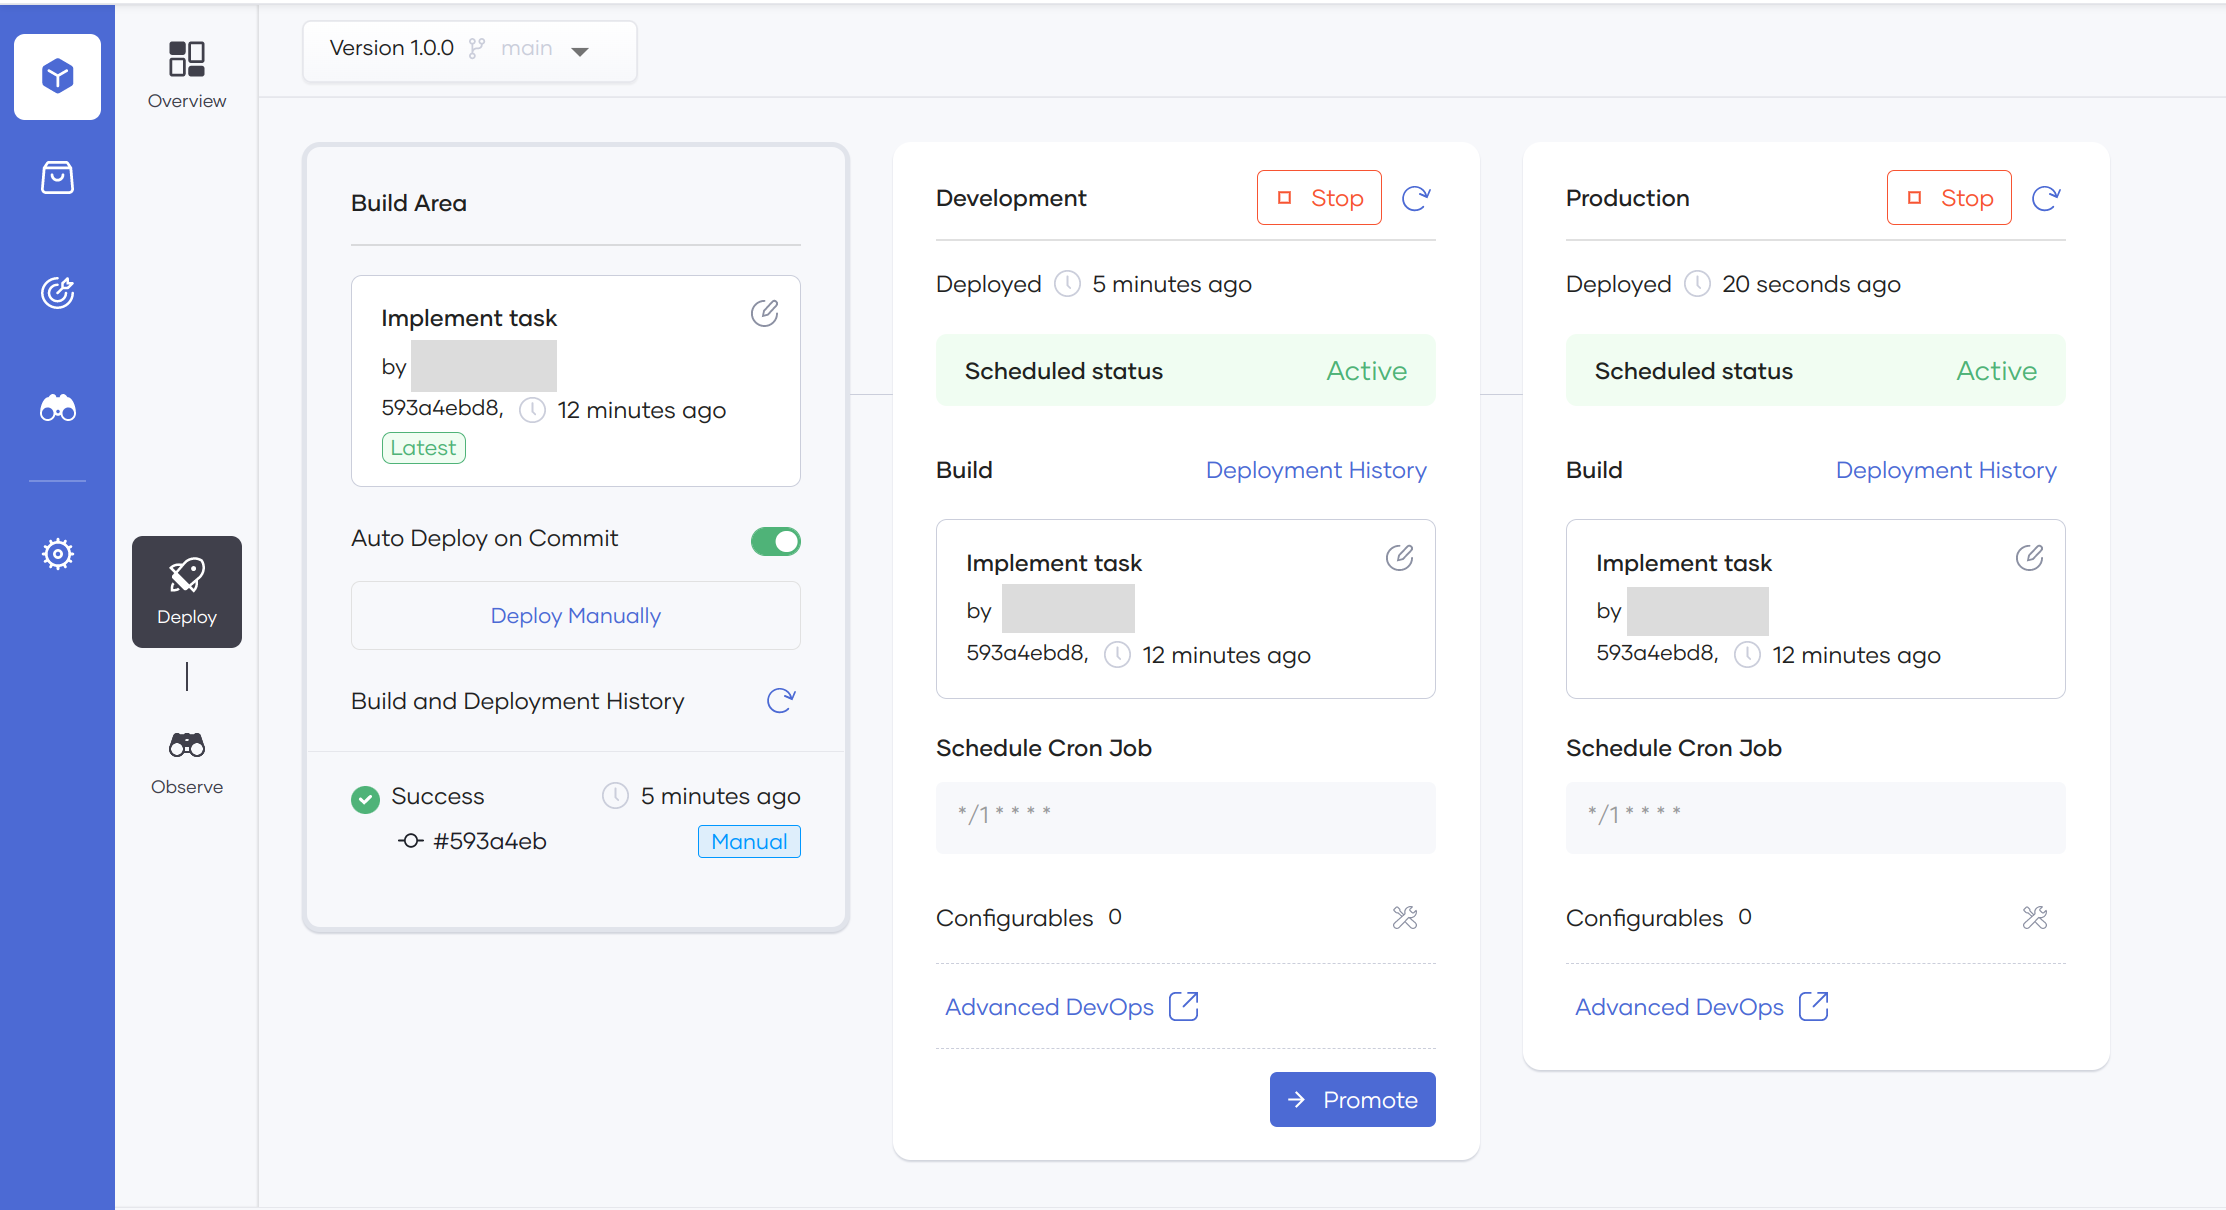 Overview
Deploy
Observe
Version 1.0.0 main
Build Area
Implement task
by
593a4ebd8, 12 minutes ago
Latest
Auto Deploy on Commit
Deploy Manually
Build and Deployment History
Success 5 minutes ago
#593a4eb Manual
Development Stop
Deployed 5 minutes ago
Scheduled status Active
Build Deployment History
Implement task
by
593a4ebd8, 12 minutes ago
Schedule Cron Job
*/1 * * * *
Configurables 0
Advanced DevOps
Promote
Production Stop
Deployed 20 seconds ago
Scheduled status Active
Build Deployment History
Implement task
by
593a4ebd8, 12 minutes ago
Schedule Cron Job
*/1 * * * *
Configurables 0
Advanced DevOps